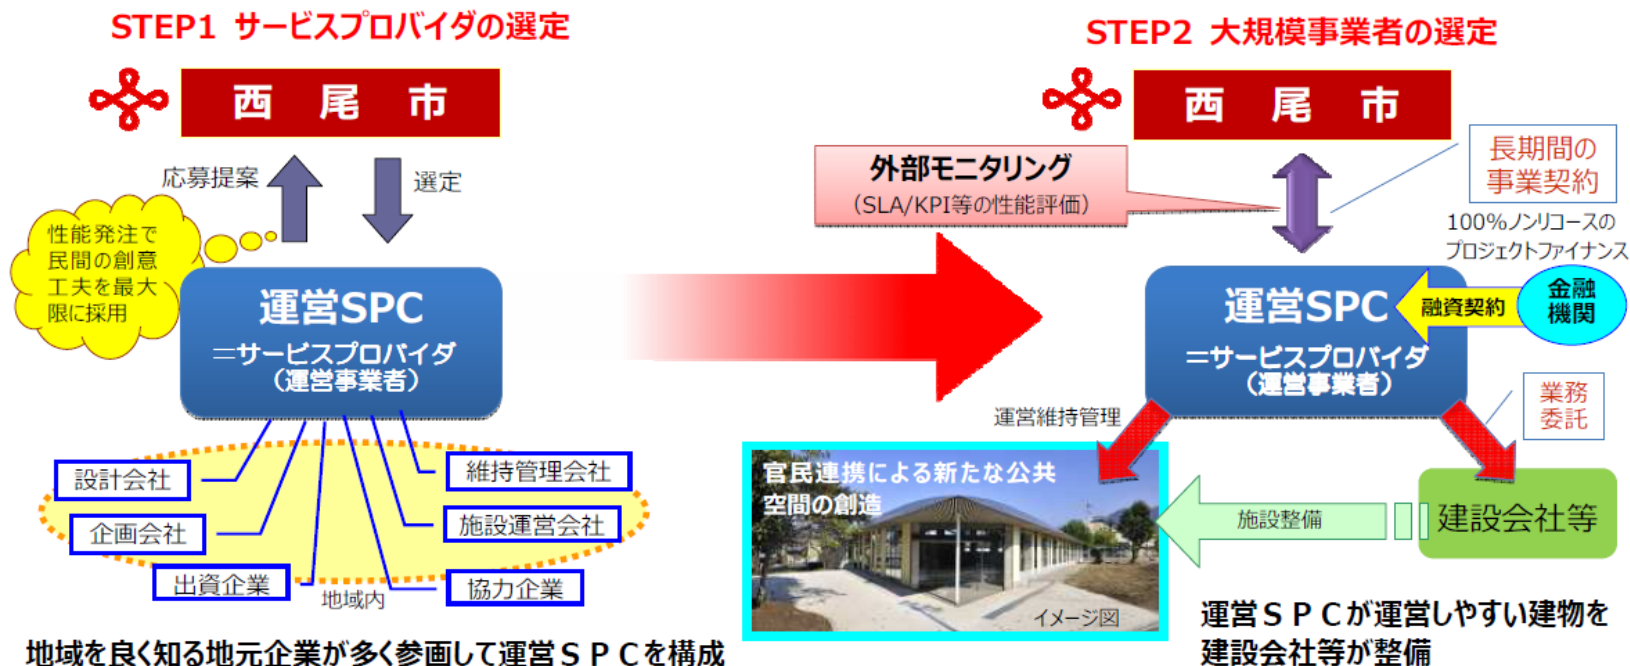 STEP1 サービスプロバイダの選定
西 尾 市
応募提案
選定
性能発注で
民間の創意
工夫を最大
限に採用
運営SPC
＝サービスプロバイダ
（運営事業者）
設計会社
企画会社
出資企業
維持管理会社
施設運営会社
協力企業
地域内
地域を良く知る地元企業が多く参画して運営ＳＰＣを構成
STEP2 大規模事業者の選定
西 尾 市
外部モニタリング
（SLA/KPI等の性能評価）
長期間の
事業契約
100%ノンリコースの
プロジェクトファイナンス
運営SPC
＝サービスプロバイダ
（運営事業者）
融資契約
金融
機関
運営維持管理
業務
委託
官民連携による新たな公共
空間の創造
イメージ図
施設整備
建設会社等
運営ＳＰＣが運営しやすい建物を
建設会社等が整備